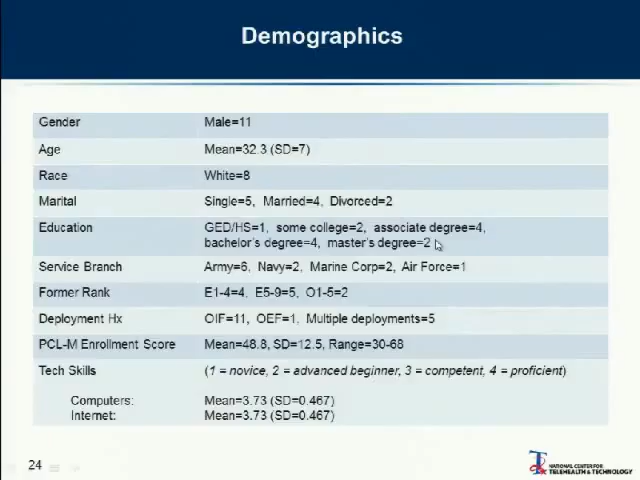 Demographics
Gender Male=11
Age Mean=32.3 (SD=7)
Race White=8
Marital Single=5, Married=4, Divorced=2
Education GED/HS=1, some college=2, associate degree=4,
bachelor's degree=4, master's degree=2
Service Branch Army=6, Navy=2, Marine Corp=2, Air Force=1
Former Rank E1-4=4, E5-9=5, O1-5=2
Deployment Hx OIF=11, OEF=1, Multiple deployments=5
PCL-M Enrollment Score Mean=48.8, SD=12.5, Range=30-68
Tech Skills (1 = novice, 2 = advanced beginner, 3 = competent, 4 = proficient)
Computers: Mean=3.73 (SD=0.467)
Internet: Mean=3.73 (SD=0.467)
24
NATIONAL CENTER FOR
TELEHEALTH & TECHNOLOGY